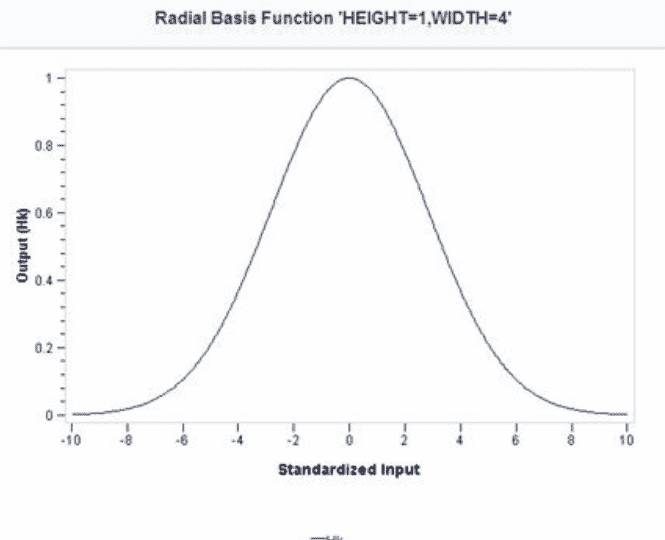 Radial Basis Function 'HEIGHT=1,WIDTH=4'
1
0.8
0.6
0.4
0.2
0
Output (Hk)
-10 -8 -6 -4 -2 0 2 4 6 8 10
Standardized Input